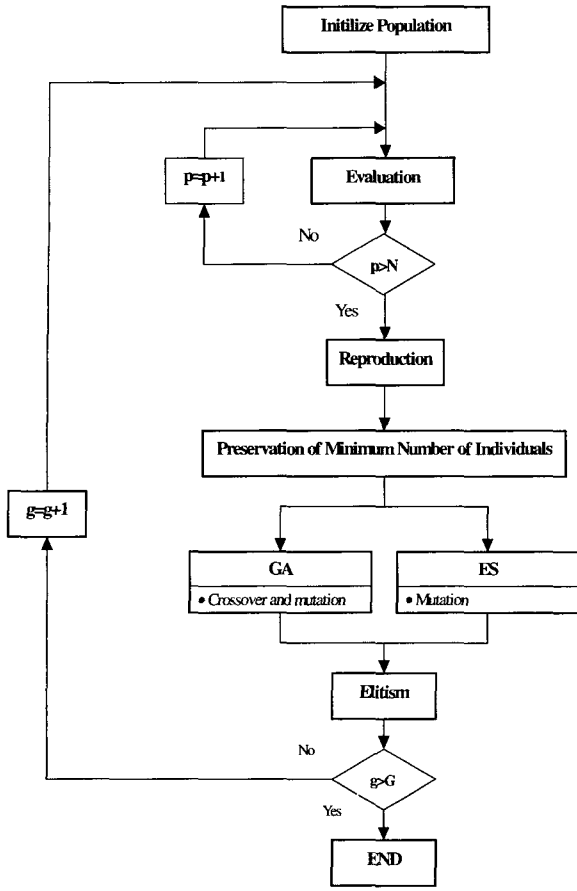 Initilize Population
p=p+1
Evaluation
No
p>N
Yes
Reproduction
Preservation of Minimum Number of Individuals
g=g+1
GA
• Crossover and mutation
ES
• Mutation
Elitism
No
g>G
Yes
END